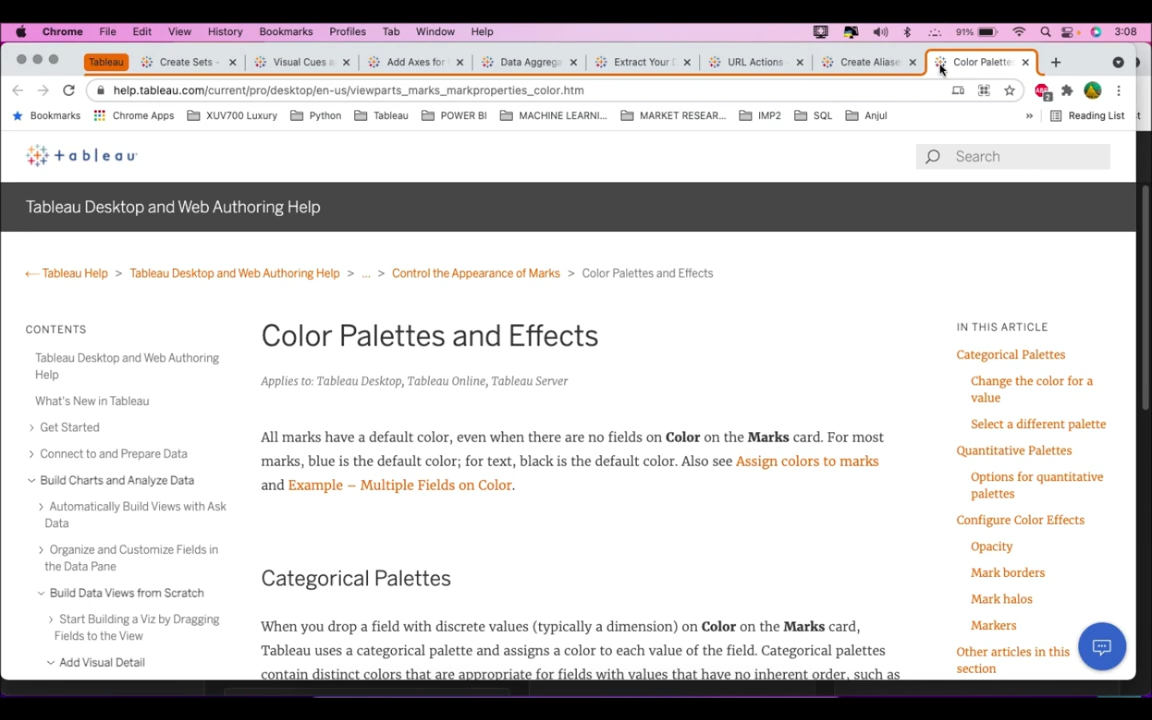 Chrome File Edit View History Bookmarks Profiles Tab Window Help 91% 3:08
Tableau Create Sets - Visual Cues a Add Axes for Data Aggrega Extract Your D URL Actions - Create Aliase Color Palette
help.tableau.com/current/pro/desktop/en-us/viewparts_marks_markproperties_color.htm
Bookmarks Chrome Apps XUV700 Luxury Python Tableau POWER BI MACHINE LEARNI... MARKET RESEAR... IMP2 SQL Anjul » Reading List
+ a b l e a u Search
Tableau Desktop and Web Authoring Help
← Tableau Help > Tableau Desktop and Web Authoring Help > ... > Control the Appearance of Marks > Color Palettes and Effects
CONTENTS
Tableau Desktop and Web Authoring
Help
What's New in Tableau
Get Started
Connect to and Prepare Data
Build Charts and Analyze Data
Automatically Build Views with Ask
Data
Organize and Customize Fields in
the Data Pane
Build Data Views from Scratch
Start Building a Viz by Dragging
Fields to the View
Add Visual Detail
Color Palettes and Effects
Applies to: Tableau Desktop, Tableau Online, Tableau Server
All marks have a default color, even when there are no fields on Color on the Marks card. For most
marks, blue is the default color; for text, black is the default color. Also see Assign colors to marks
and Example – Multiple Fields on Color.
Categorical Palettes
When you drop a field with discrete values (typically a dimension) on Color on the Marks card,
Tableau uses a categorical palette and assigns a color to each value of the field. Categorical palettes
contain distinct colors that are appropriate for fields with values that have no inherent order, such as
IN THIS ARTICLE
Categorical Palettes
Change the color for a
value
Select a different palette
Quantitative Palettes
Options for quantitative
palettes
Configure Color Effects
Opacity
Mark borders
Mark halos
Markers
Other articles in this
section